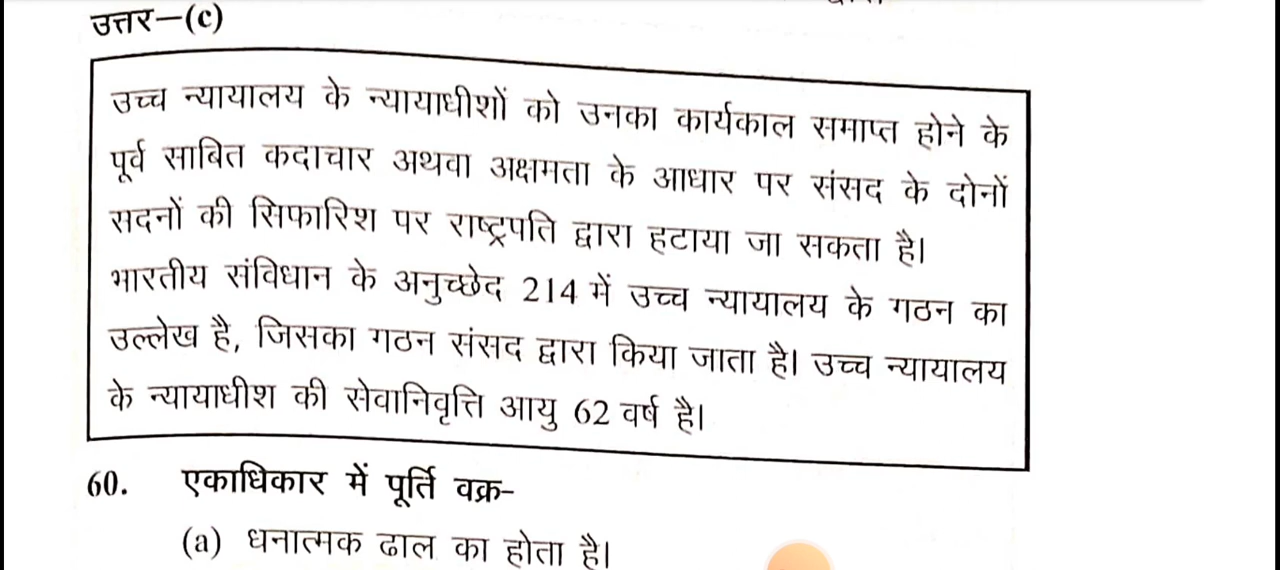 उत्तर–(c)
उच्च न्यायालय के न्यायाधीशों को उनका कार्यकाल समाप्त होने के
पूर्व साबित कदाचार अथवा अक्षमता के आधार पर संसद के दोनों
सदनों की सिफारिश पर राष्ट्रपति द्वारा हटाया जा सकता है।
भारतीय संविधान के अनुच्छेद 214 में उच्च न्यायालय के गठन का
उल्लेख है, जिसका गठन संसद द्वारा किया जाता है। उच्च न्यायालय
के न्यायाधीश की सेवानिवृत्ति आयु 62 वर्ष है।
60. एकाधिकार में पूर्ति वक्र-
(a) धनात्मक ढाल का होता है।